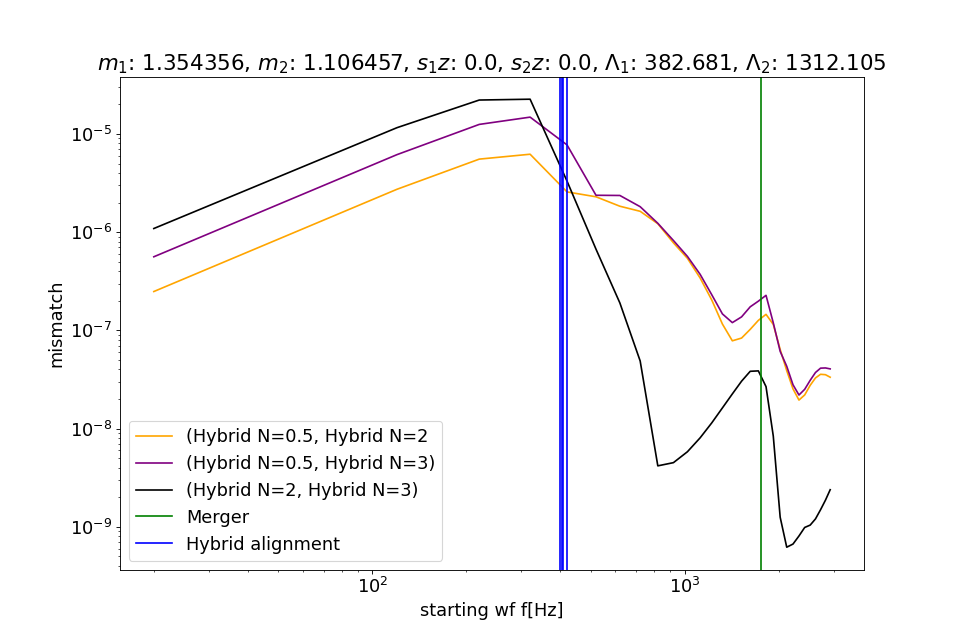 m₁: 1.354356, m₂: 1.106457, s₁z: 0.0, s₂z: 0.0, Λ₁: 382.681, Λ₂: 1312.105
10⁻⁵
10⁻⁶
10⁻⁷
10⁻⁸
10⁻⁹
mismatch
(Hybrid N=0.5, Hybrid N=2
(Hybrid N=0.5, Hybrid N=3)
(Hybrid N=2, Hybrid N=3)
Merger
Hybrid alignment
10²
10³
starting wf f[Hz]